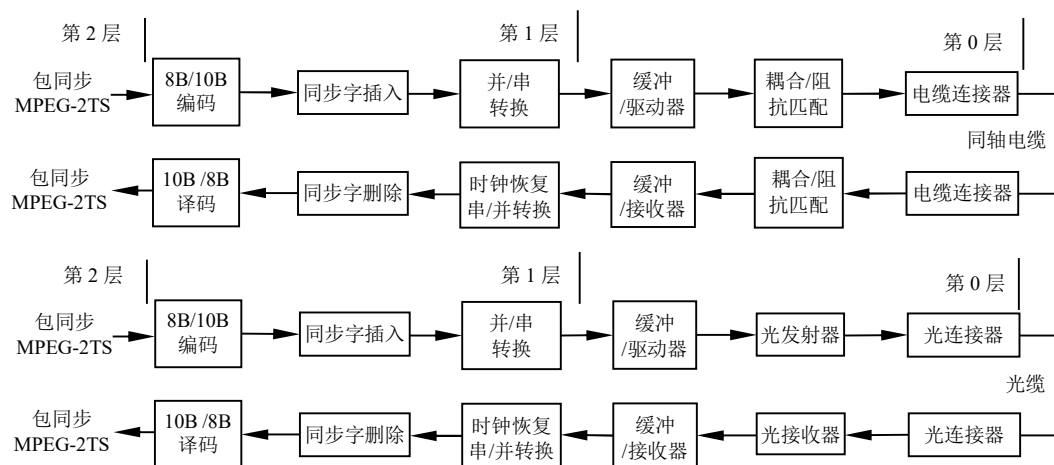 第 2 层
第 1 层
第 0 层
包同步
MPEG-2TS
8B/10B
编码
同步字插入
并/串
转换
缓冲
/驱动器
耦合/阻
抗匹配
电缆连接器
同轴电缆
包同步
MPEG-2TS
10B /8B
译码
同步字删除
时钟恢复
串/并转换
缓冲
/接收器
耦合/阻
抗匹配
电缆连接器
第 2 层
第 1 层
第 0 层
包同步
MPEG-2TS
8B/10B
编码
同步字插入
并/串
转换
缓冲
/驱动器
光发射器
光连接器
光缆
包同步
MPEG-2TS
10B /8B
译码
同步字删除
时钟恢复
串/并转换
缓冲
/接收器
光接收器
光连接器